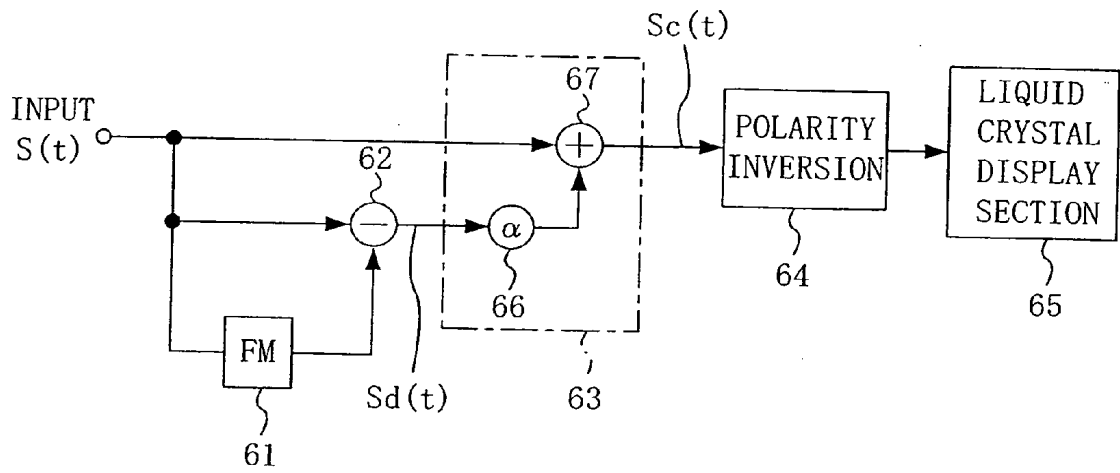 Sc(t)
67
INPUT
S(t)
+
POLARITY
INVERSION
LIQUID
CRYSTAL
DISPLAY
SECTION
62
−
α
66
64
65
FM
Sd(t)
63
61